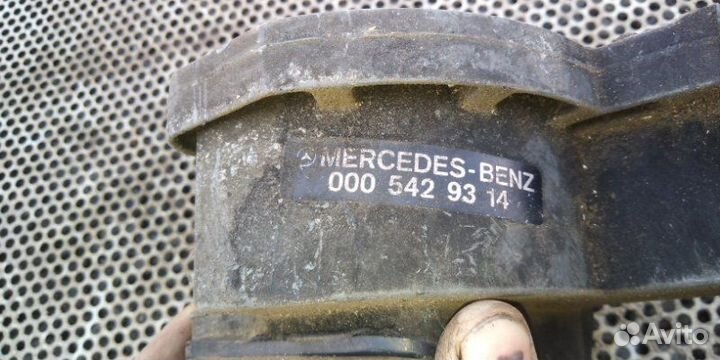 MERCEDES-BENZ
000 542 93 14
Avito